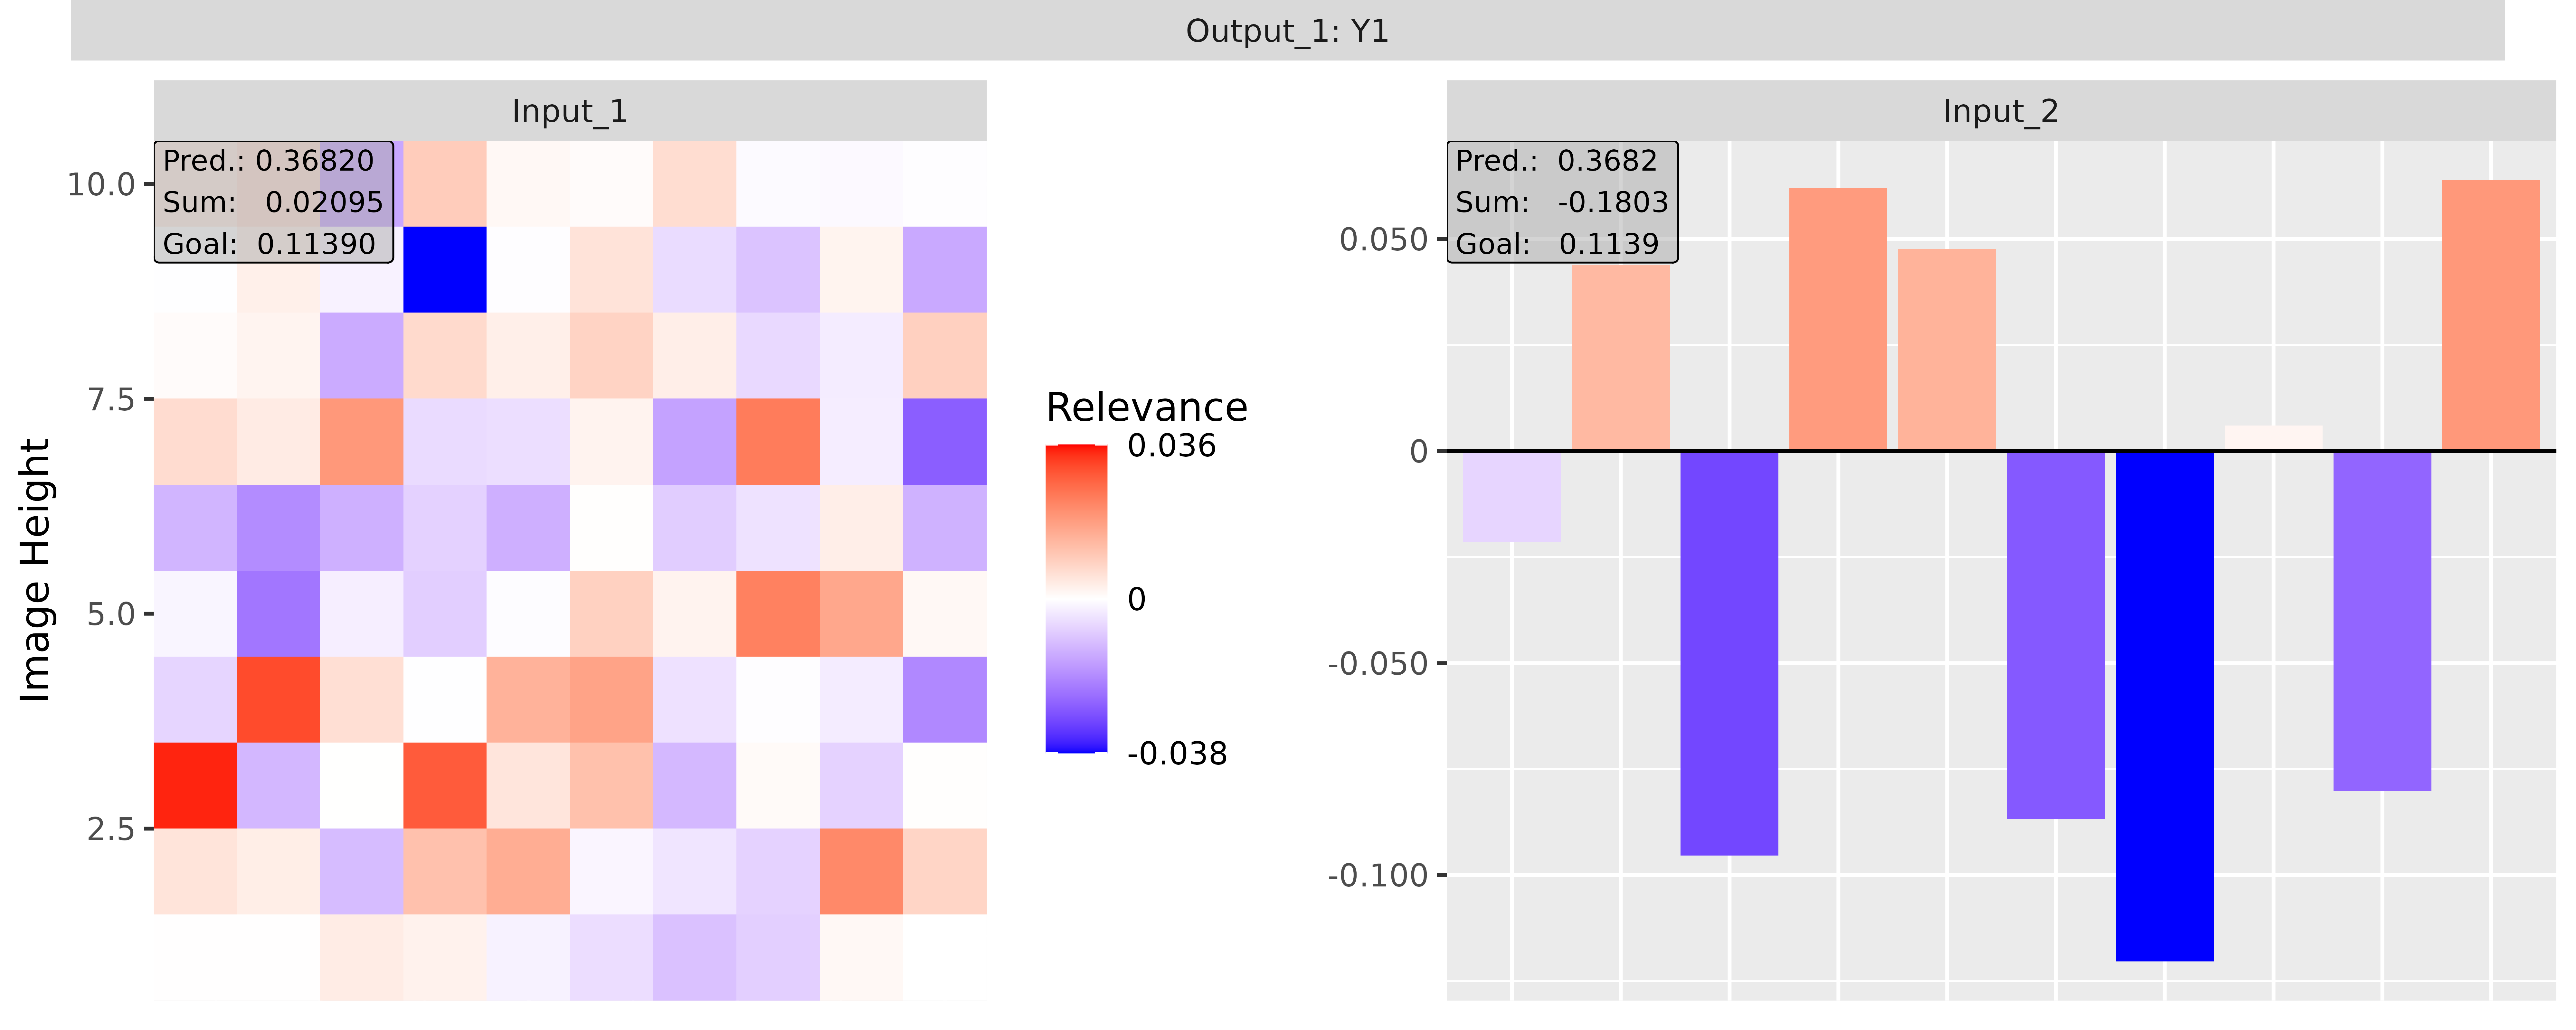 Output_1: Y1
Input_1
Pred.: 0.36820
Sum: 0.02095
Goal: 0.11390
10.0
7.5
5.0
2.5
Image Height
Relevance
0.036
0
-0.038
Input_2
Pred.: 0.3682
Sum: -0.1803
Goal: 0.1139
0.050
0
-0.050
-0.100